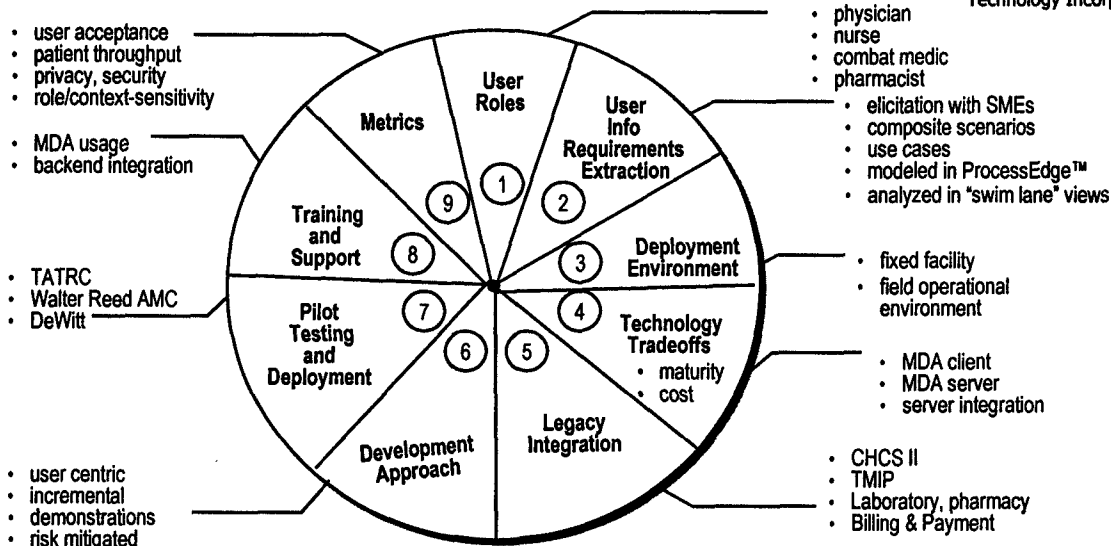 Technology Incorp
• physician
• nurse
• combat medic
• pharmacist
• elicitation with SMEs
• composite scenarios
• use cases
• modeled in ProcessEdge™
• analyzed in "swim lane" views
• fixed facility
• field operational
environment
• MDA client
• MDA server
• server integration
• CHCS II
• TMIP
• Laboratory, pharmacy
• Billing & Payment
• user acceptance
• patient throughput
• privacy, security
• role/context-sensitivity
• MDA usage
• backend integration
• TATRC
• Walter Reed AMC
• DeWitt
• user centric
• incremental
• demonstrations
• risk mitigated
User
Roles
1
User
Info
Requirements
Extraction
2
Deployment
Environment
3
Technology
Tradeoffs
• maturity
• cost
4
Legacy
Integration
5
Development
Approach
6
Pilot
Testing
and
Deployment
7
Training
and
Support
8
Metrics
9